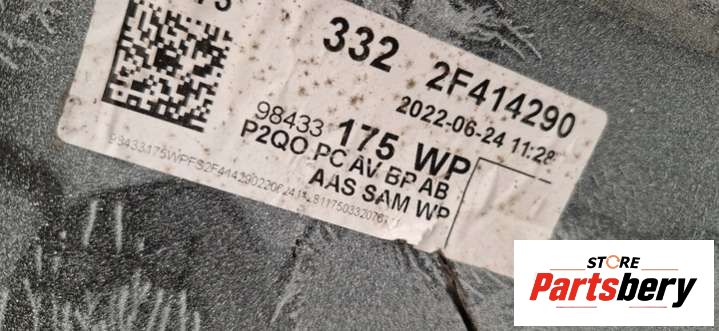 332 2F414290
2022-06-24 11:28
98433 175 WP
P2QO PC AV BP AB
AAS SAM WP
STORE
Partsbery